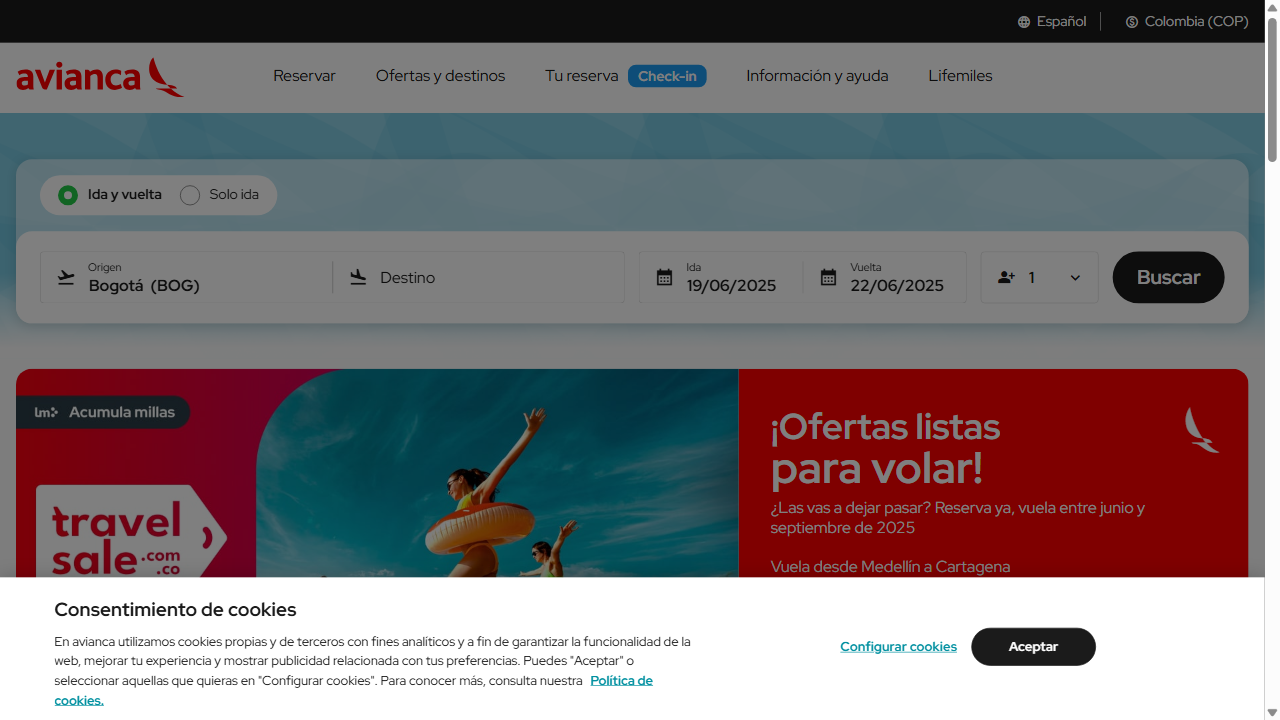 Español
Colombia (COP)
avianca
Reservar
Ofertas y destinos
Tu reserva
Check-in
Información y ayuda
Lifemiles
Ida y vuelta
Solo ida
Origen
Bogotá (BOG)
Destino
Ida
19/06/2025
Vuelta
22/06/2025
1
Buscar
lm
Acumula millas
travel
sale.com
.co
¡Ofertas listas
para volar!
¿Las vas a dejar pasar? Reserva ya, vuela entre junio y
septiembre de 2025
Vuela desde Medellín a Cartagena
Consentimiento de cookies
En avianca utilizamos cookies propias y de terceros con fines analíticos y a fin de garantizar la funcionalidad de la
web, mejorar tu experiencia y mostrar publicidad relacionada con tus preferencias. Puedes "Aceptar" o
seleccionar aquellas que quieras en "Configurar cookies". Para conocer más, consulta nuestra Política de
cookies.
Configurar cookies
Aceptar